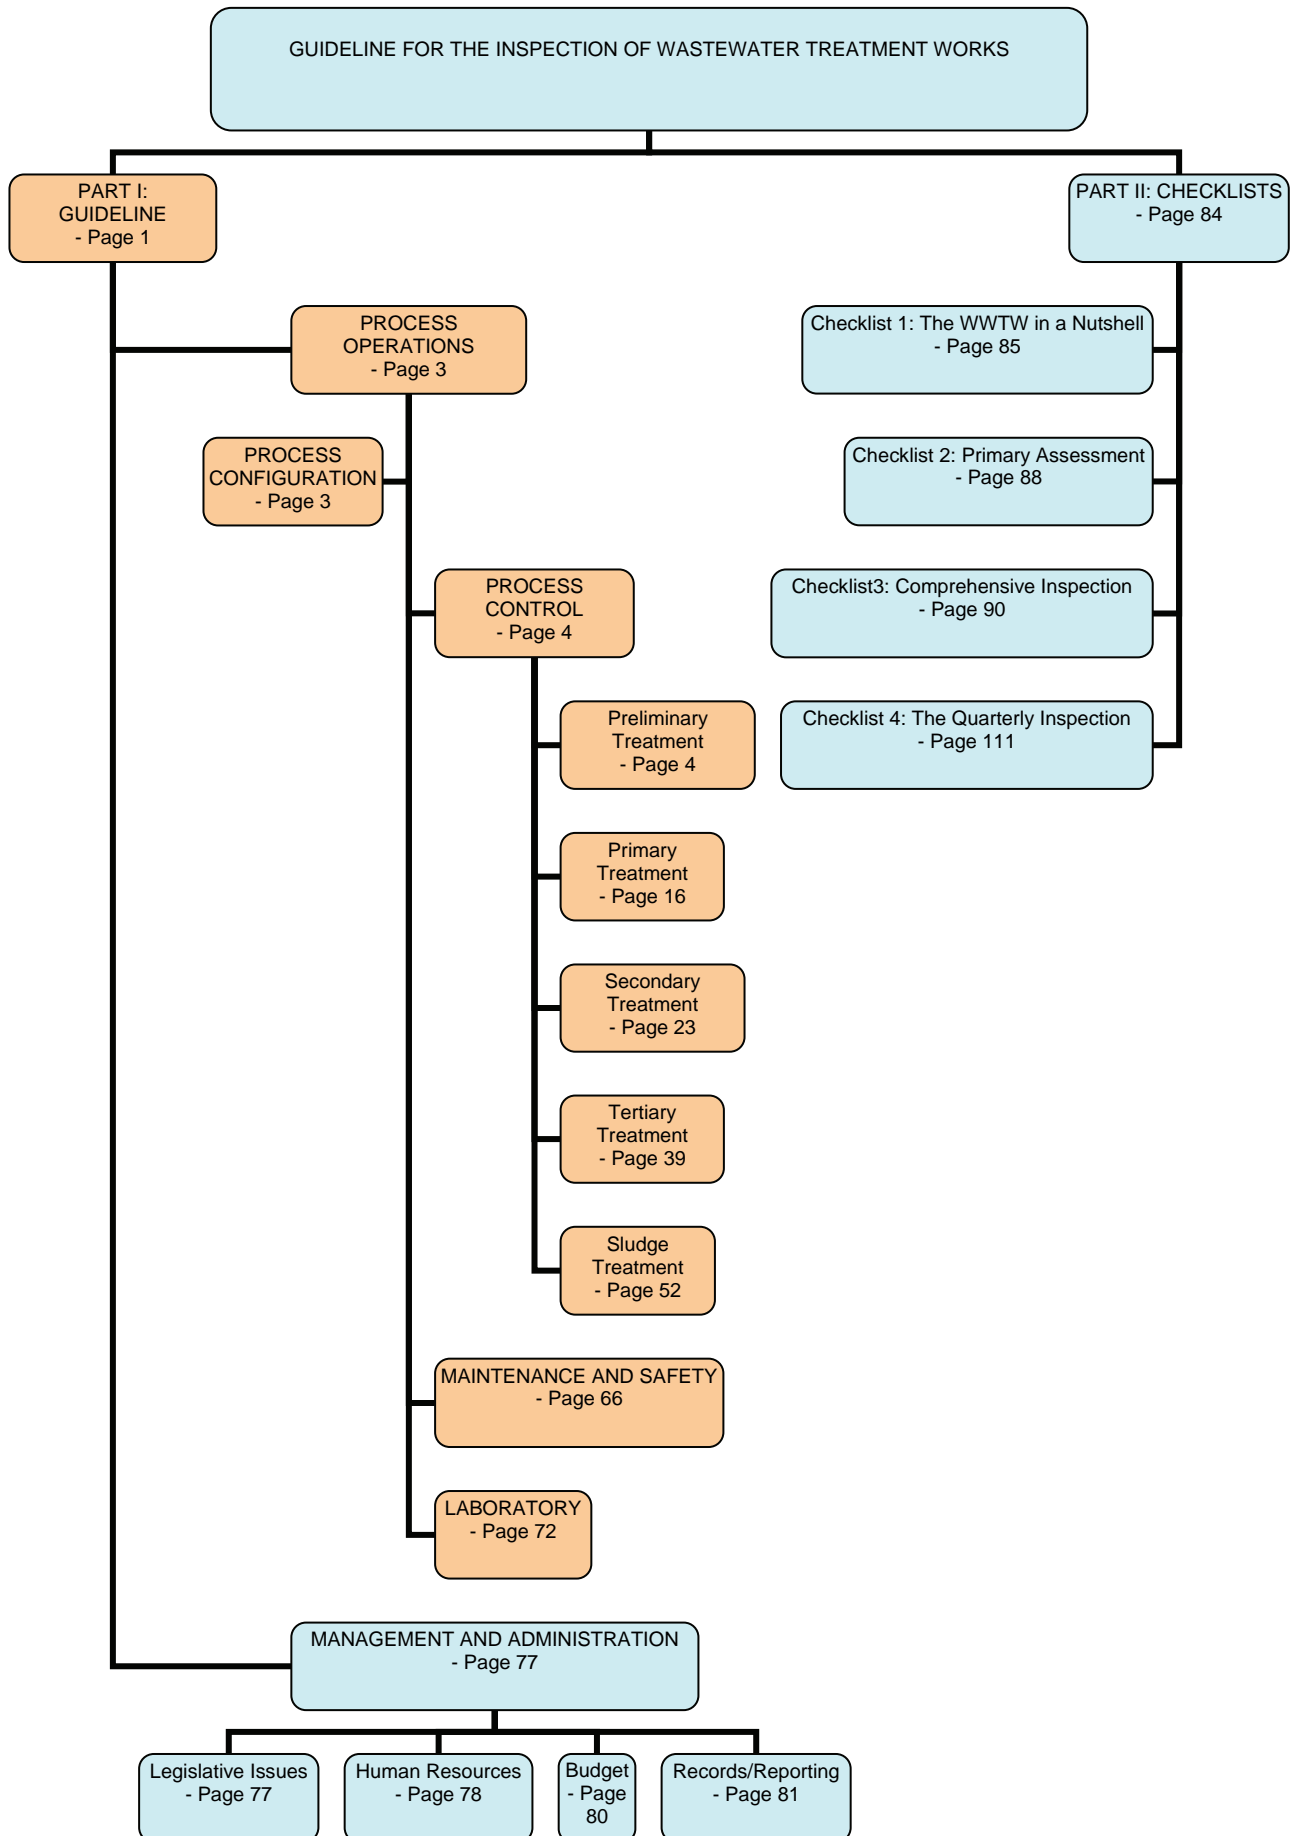 GUIDELINE FOR THE INSPECTION OF WASTEWATER TREATMENT WORKS
PART I:
GUIDELINE
- Page 1
PART II: CHECKLISTS
- Page 84
PROCESS
OPERATIONS
- Page 3
Checklist 1: The WWTW in a Nutshell
- Page 85
PROCESS
CONFIGURATION
- Page 3
Checklist 2: Primary Assessment
- Page 88
PROCESS
CONTROL
- Page 4
Checklist3: Comprehensive Inspection
- Page 90
Preliminary
Treatment
- Page 4
Checklist 4: The Quarterly Inspection
- Page 111
Primary
Treatment
- Page 16
Secondary
Treatment
- Page 23
Tertiary
Treatment
- Page 39
Sludge
Treatment
- Page 52
MAINTENANCE AND SAFETY
- Page 66
LABORATORY
- Page 72
MANAGEMENT AND ADMINISTRATION
- Page 77
Legislative Issues
- Page 77
Human Resources
- Page 78
Budget
- Page
80
Records/Reporting
- Page 81